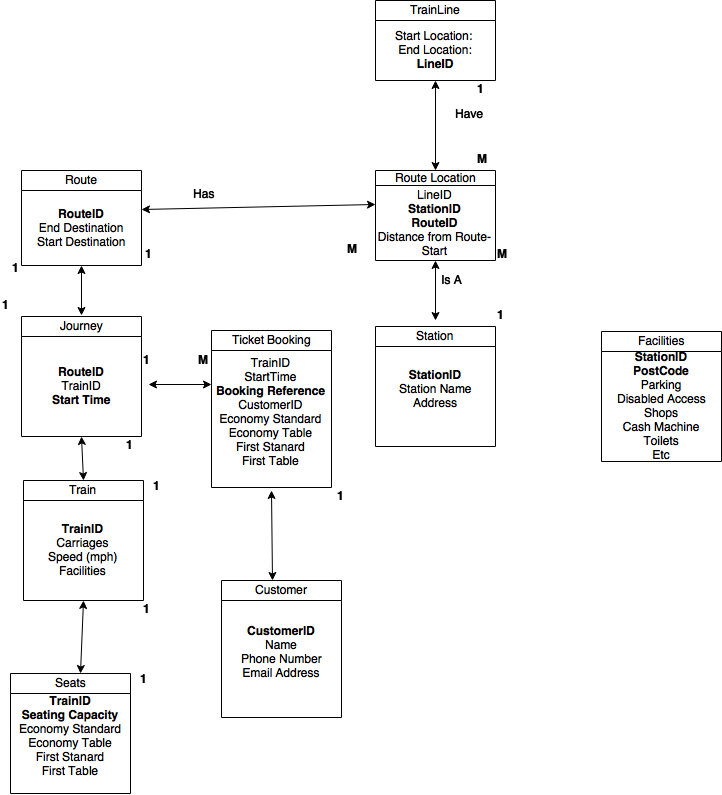 TrainLine
Start Location:
End Location:
LineID
1
Have
M
Route
RouteID
End Destination
Start Destination
1
1
Has
Route Location
LineID
StationID
RouteID
Distance from Route-
Start
M
M
Is A
1
1
Journey
RouteID
TrainID
Start Time
1
M
1
Ticket Booking
TrainID
StartTime
Booking Reference
CustomerID
Economy Standard
Economy Table
First Stanard
First Table
1
Station
StationID
Station Name
Address
Facilities
StationID
PostCode
Parking
Disabled Access
Shops
Cash Machine
Toilets
Etc
Train
TrainID
Carriages
Speed (mph)
Facilities
1
1
Customer
CustomerID
Name
Phone Number
Email Address
Seats
TrainID
Seating Capacity
Economy Standard
Economy Table
First Stanard
First Table
1